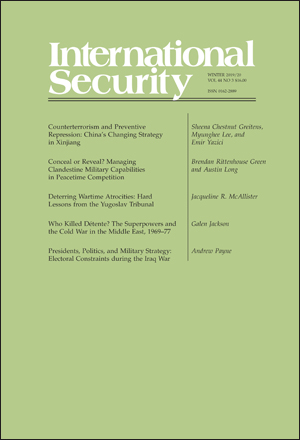 International
Security
WINTER 2019/20
VOL. 44 NO. 3 $16.00
ISSN 0162-2889
Counterterrorism and Preventive
Repression: China's Changing Strategy
in Xinjiang
Sheena Chestnut Greitens,
Myunghee Lee, and
Emir Yazici
Conceal or Reveal? Managing
Clandestine Military Capabilities
in Peacetime Competition
Brendan Rittenhouse Green
and Austin Long
Deterring Wartime Atrocities: Hard
Lessons from the Yugoslav Tribunal
Jacqueline R. McAllister
Who Killed Détente? The Superpowers and
the Cold War in the Middle East, 1969–77
Galen Jackson
Presidents, Politics, and Military Strategy:
Electoral Constraints during the Iraq War
Andrew Payne